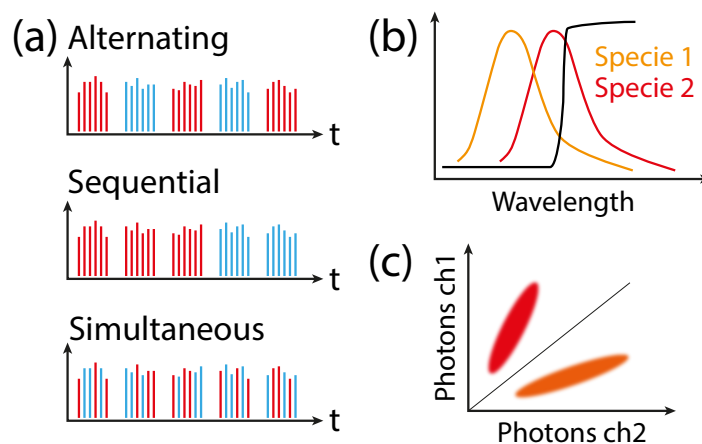 (a)
Alternating
t
Sequential
t
Simultaneous
t
(b)
Specie 1
Specie 2
Wavelength
(c)
Photons ch1
Photons ch2